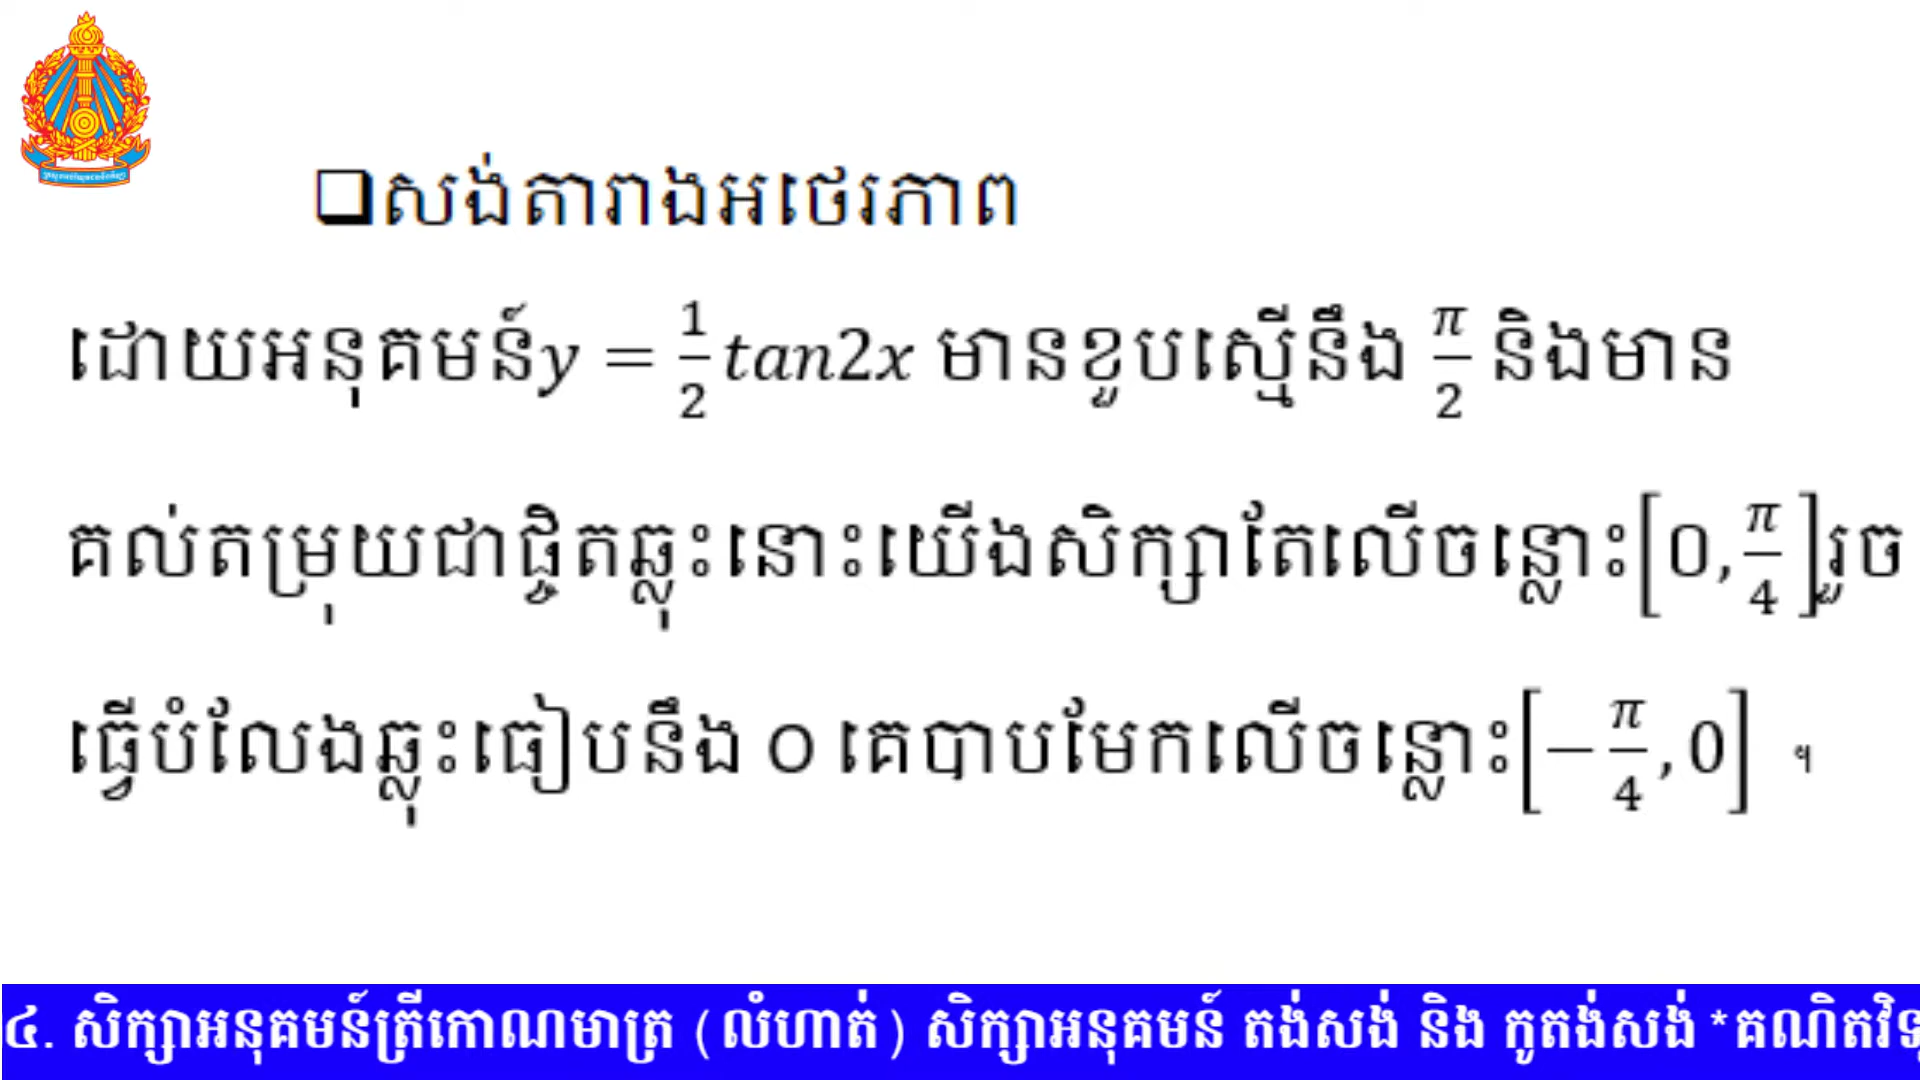 ❑សង់តារាងអថេរភាព
ដោយអនុគមន៍y = 1/2 tan2x មានខួបស្មើនឹង π/2 និងមាន
គល់តម្រុយជាផ្ចិតឆ្លុះនោះយើងសិក្សាតែលើចន្លោះ[០, π/4]រួច
ធ្វើបំលែងឆ្លុះធៀបនឹង ០ គេបាបមែកលើចន្លោះ[−π/4, 0] ។
៤. សិក្សាអនុគមន៍ត្រីកោណមាត្រ (លំហាត់) សិក្សាអនុគមន៍ តង់សង់ និង កូតង់សង់ *គណិតវិ